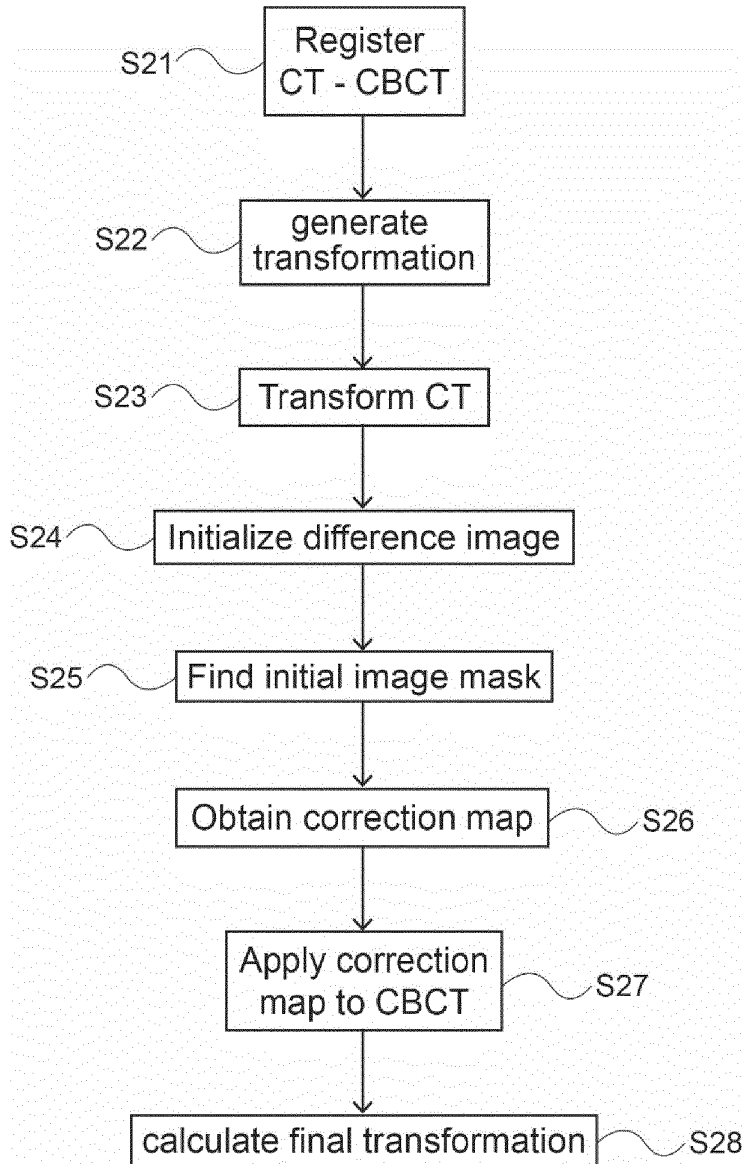 S21
Register
CT - CBCT
S22
generate
transformation
S23
Transform CT
S24
Initialize difference image
S25
Find initial image mask
Obtain correction map
S26
Apply correction
map to CBCT
S27
calculate final transformation
S28